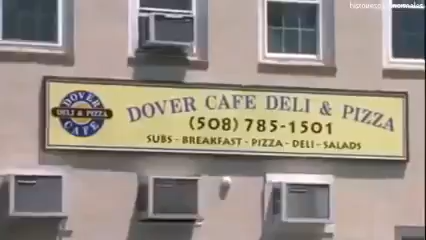 DOVER CAFE DELI & PIZZA
(508) 785-1501
SUBS - BREAKFAST - PIZZA - DELI - SALADS
DOVER
DELI & PIZZA
CAFE